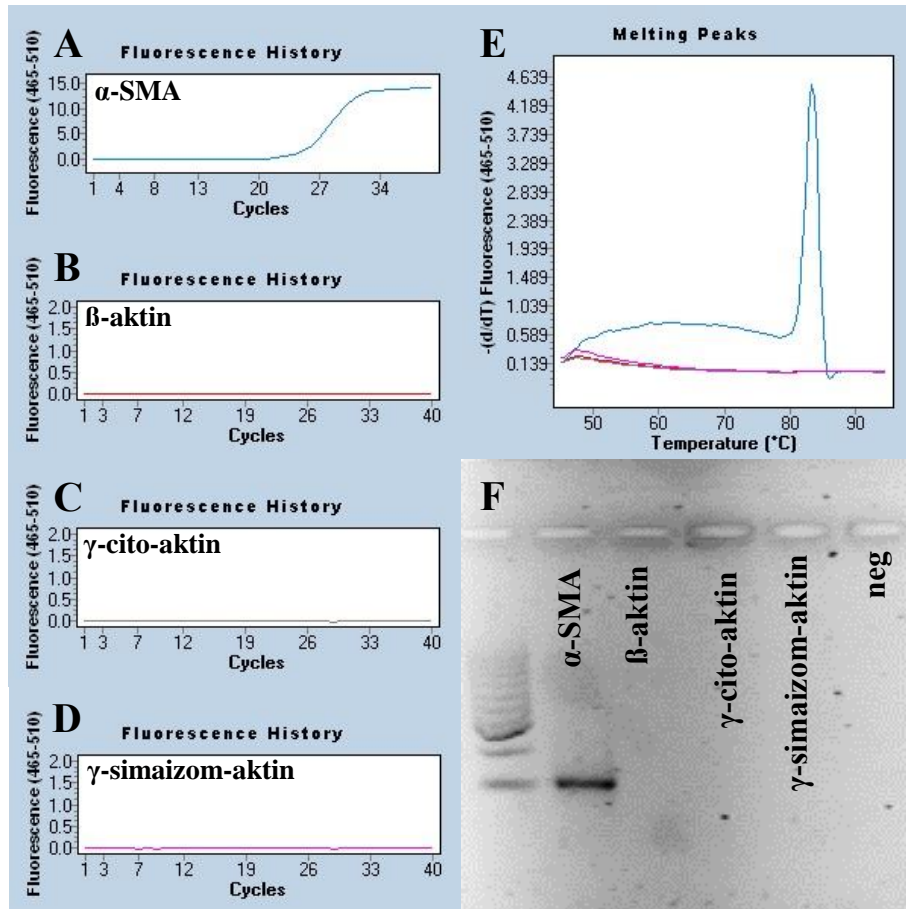 A
Fluorescence History
α-SMA
Fluorescence (465-510)
15.0
10.0
5.0
0.0
1 4 8 13 20 27 34
Cycles
B
Fluorescence History
ß-aktin
Fluorescence (465-510)
2.0
1.5
1.0
0.5
0.0
1 3 7 12 19 26 33 40
Cycles
C
Fluorescence History
γ-cito-aktin
Fluorescence (465-510)
2.0
1.5
1.0
0.5
0.0
1 3 7 12 19 26 33 40
Cycles
D
Fluorescence History
γ-simaizom-aktin
Fluorescence (465-510)
2.0
1.5
1.0
0.5
0.0
1 3 7 12 19 26 33 40
Cycles
E
Melting Peaks
-(d/dT) Fluorescence (465-510)
4.639
4.189
3.739
3.289
2.839
2.389
1.939
1.489
1.039
0.589
0.139
50 60 70 80 90
Temperature (°C)
F
α-SMA
ß-aktin
γ-cito-aktin
γ-simaizom-aktin
neg